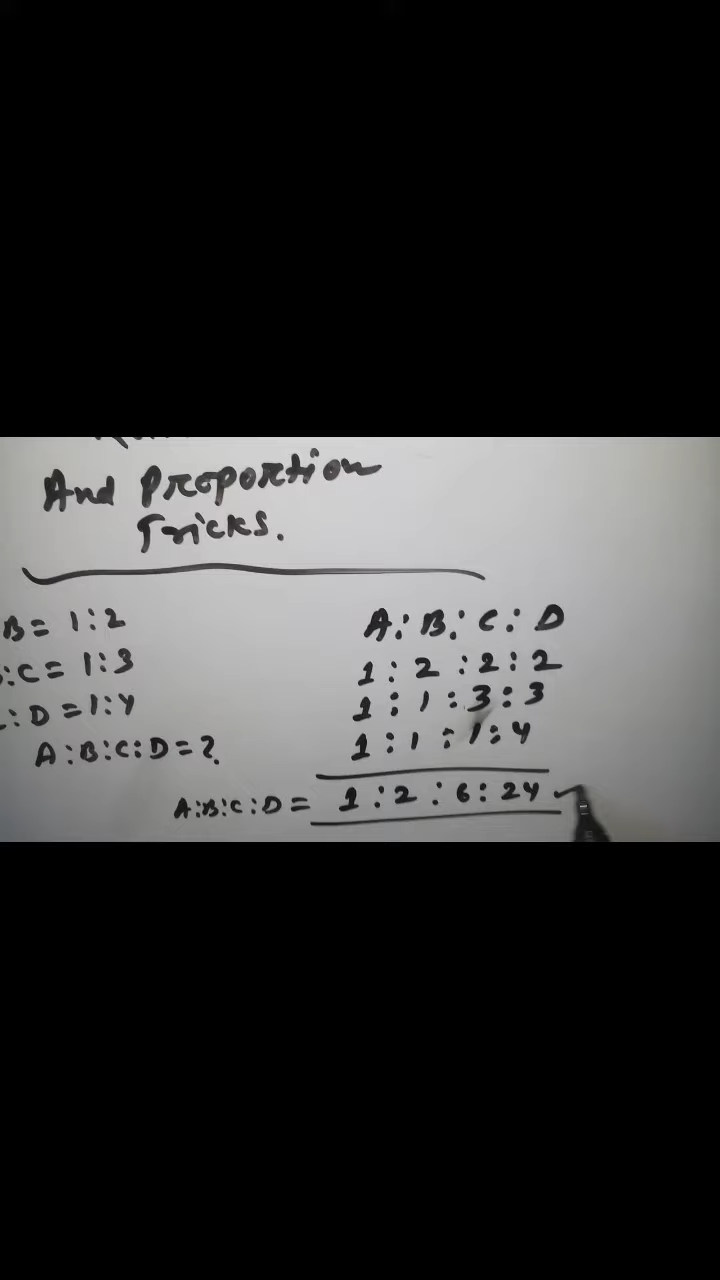 And Proportion
Tricks.
B= 1:2
:C= 1:3
:D=1:4
A:B:C:D=?
A:B:C:D
1:2:2:2
1:1:3:3
1:1:1:4
A:B:C:D= 1:2:6:24